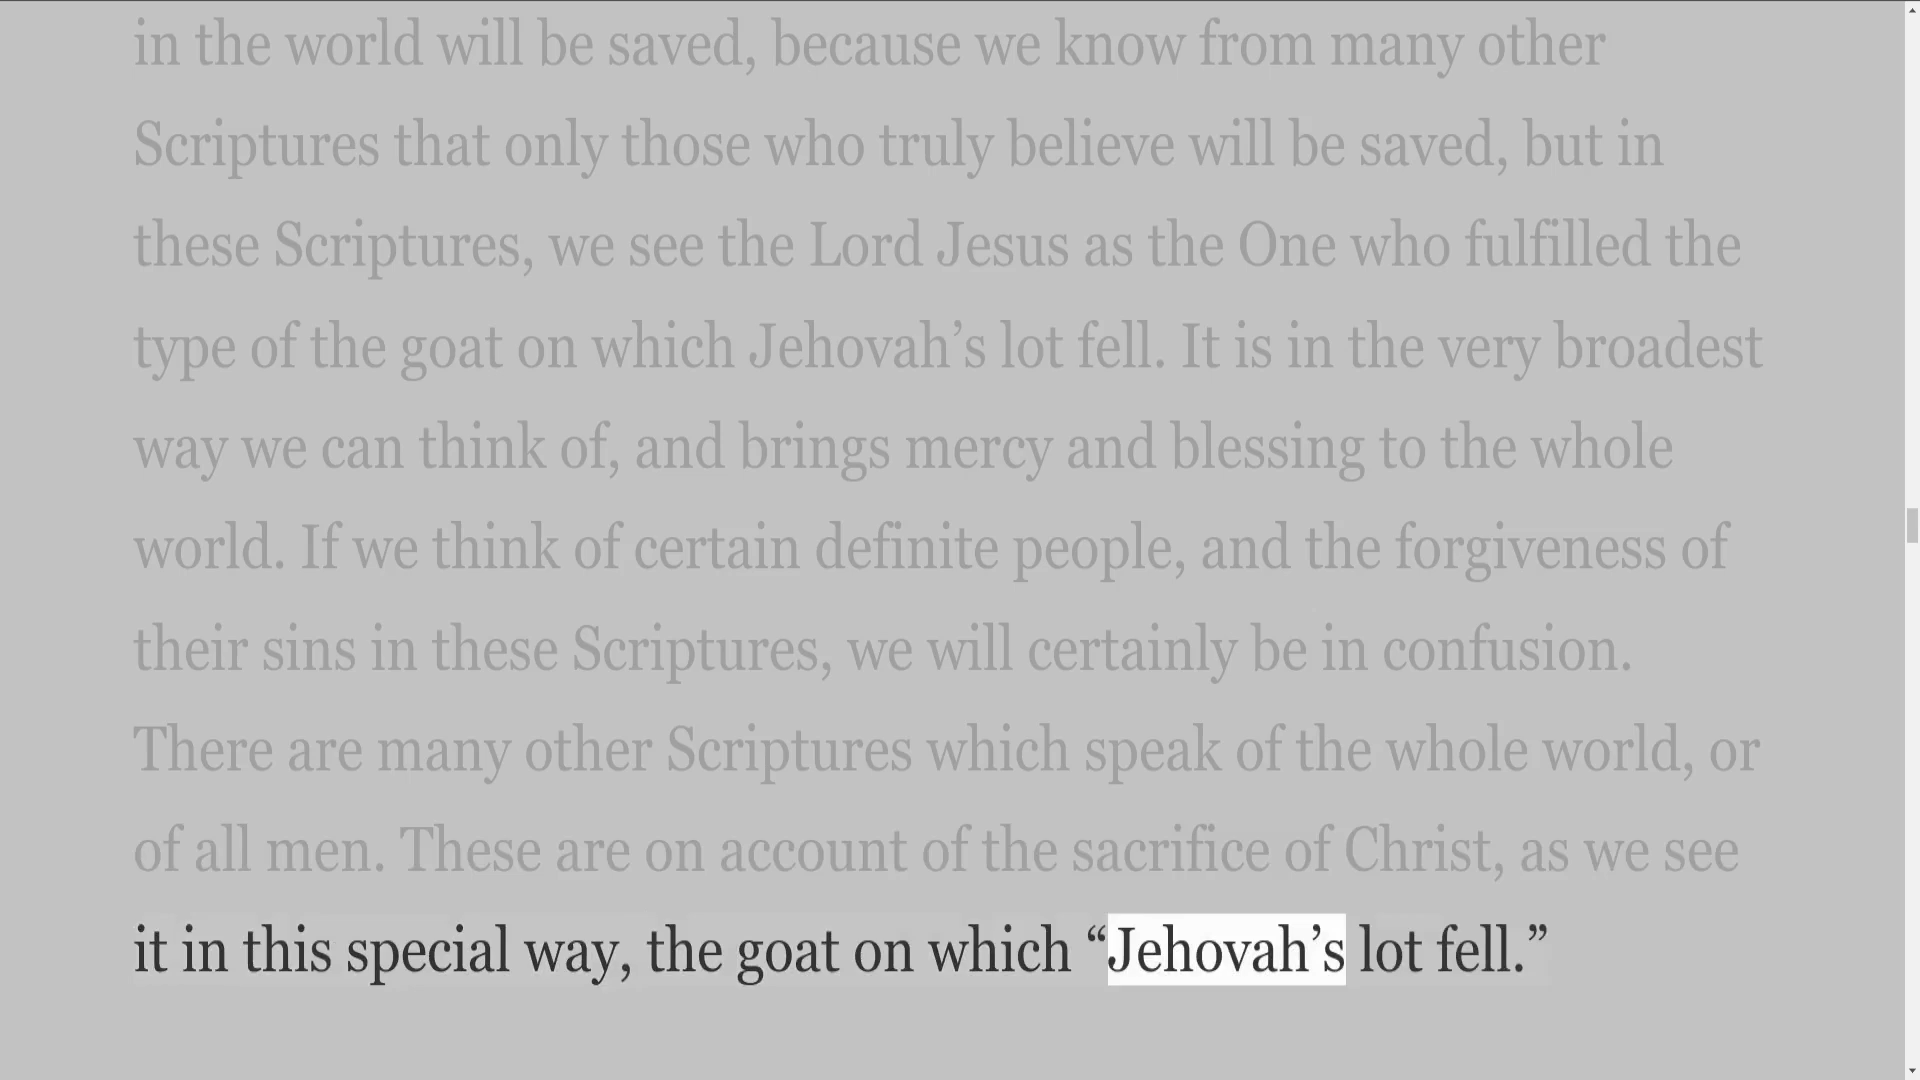 in the world will be saved, because we know from many other
Scriptures that only those who truly believe will be saved, but in
these Scriptures, we see the Lord Jesus as the One who fulfilled the
type of the goat on which Jehovah’s lot fell. It is in the very broadest
way we can think of, and brings mercy and blessing to the whole
world. If we think of certain definite people, and the forgiveness of
their sins in these Scriptures, we will certainly be in confusion.
There are many other Scriptures which speak of the whole world, or
of all men. These are on account of the sacrifice of Christ, as we see
it in this special way, the goat on which “Jehovah’s lot fell.”